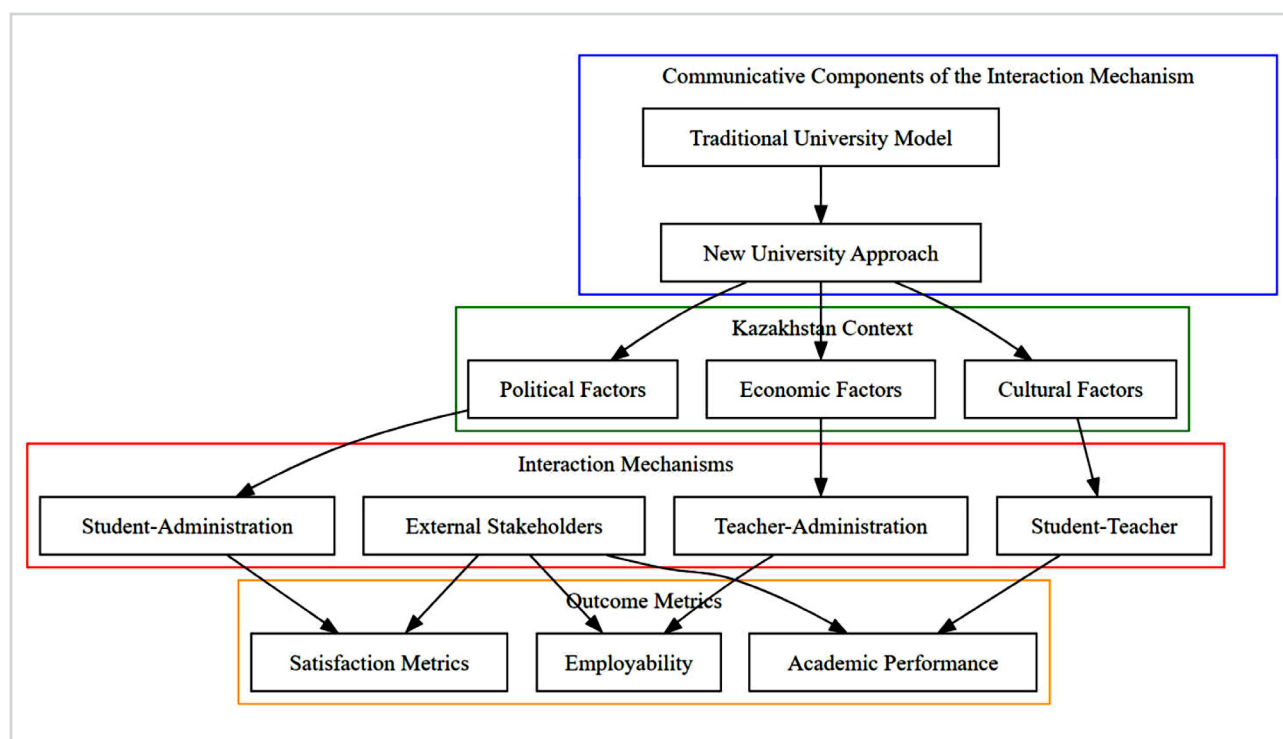 Communicative Components of the Interaction Mechanism
Traditional University Model
New University Approach
Kazakhstan Context
Political Factors
Economic Factors
Cultural Factors
Interaction Mechanisms
Student-Administration
External Stakeholders
Teacher-Administration
Student-Teacher
Outcome Metrics
Satisfaction Metrics
Employability
Academic Performance